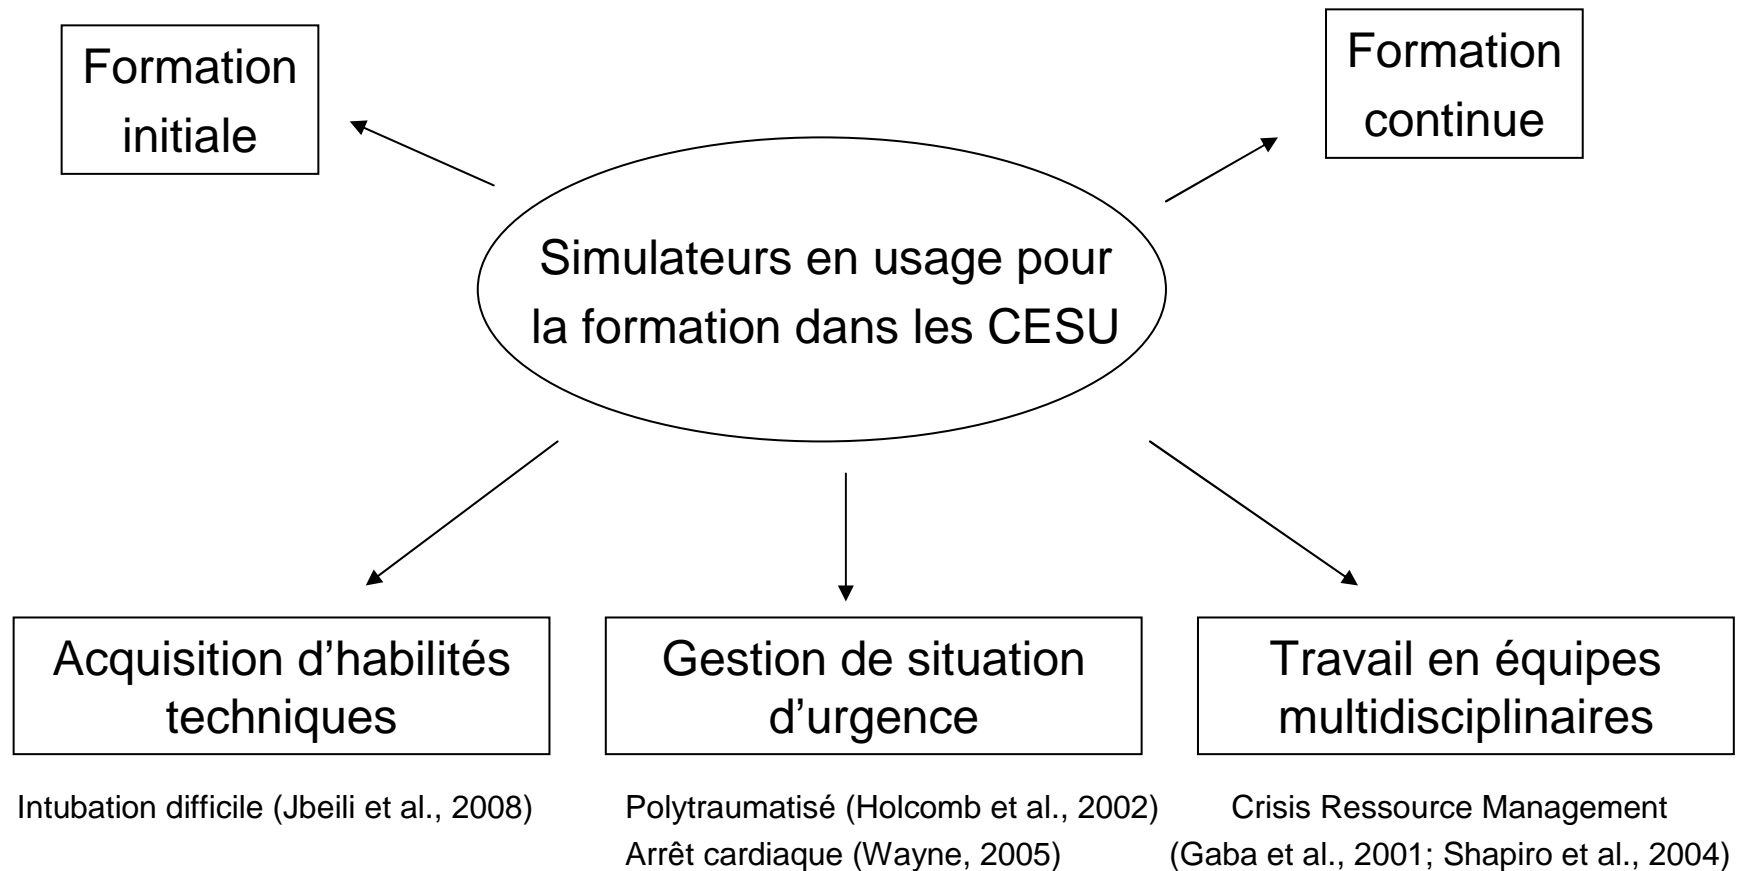 Formation
initiale
Formation
continue
Simulateurs en usage pour
la formation dans les CESU
Acquisition d’habilités
techniques
Gestion de situation
d’urgence
Travail en équipes
multidisciplinaires
Intubation difficile (Jbeili et al., 2008)
Polytraumatisé (Holcomb et al., 2002)
Arrêt cardiaque (Wayne, 2005)
Crisis Ressource Management
(Gaba et al., 2001; Shapiro et al., 2004)